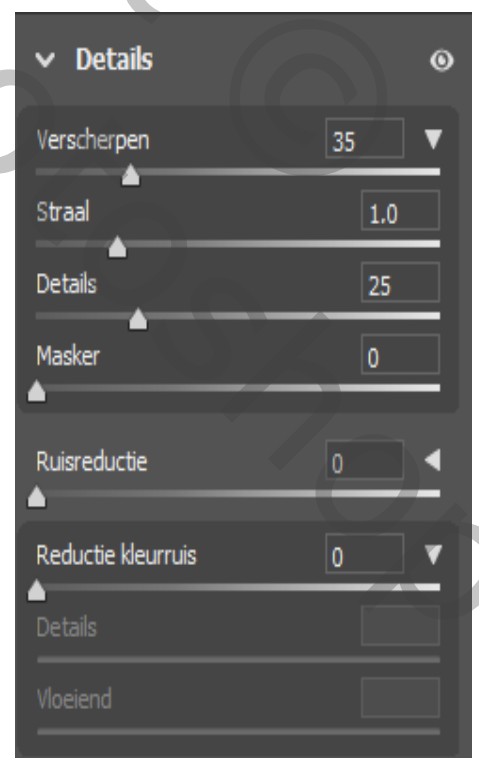 Details
Verscherpen 35
Straal 1.0
Details 25
Masker 0
Ruisreductie 0
Reductie kleurruis 0
Details
Vloeiend